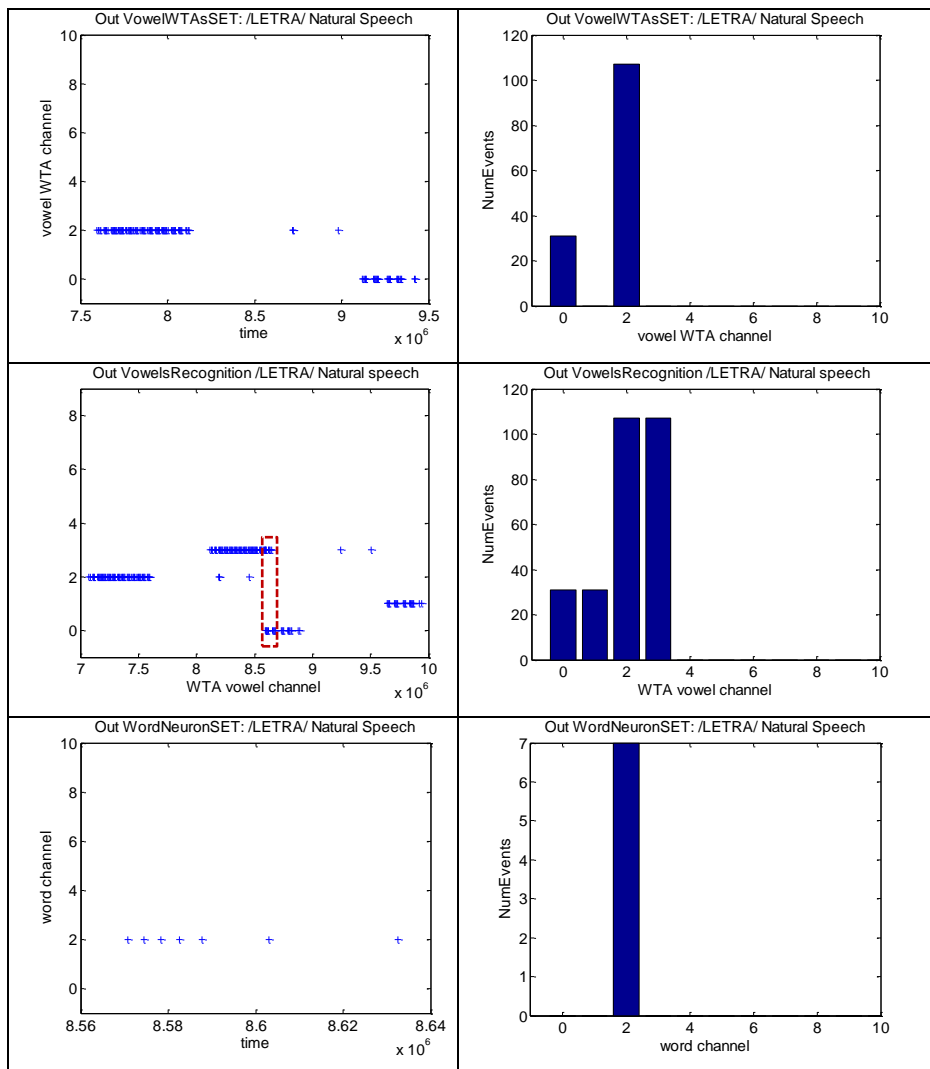 Out VowelWTAsSET: /LETRA/ Natural Speech
10
8
6
4
2
0
vowel WTA channel
7.5 8 8.5 9 9.5
x 10^6
time
Out VowelWTAsSET: /LETRA/ Natural Speech
120
100
80
60
40
20
0
NumEvents
0 2 4 6 8 10
vowel WTA channel
Out VowelsRecognition /LETRA/ Natural speech
8
6
4
2
0
7 7.5 8 8.5 9 9.5 10
x 10^6
WTA vowel channel
Out VowelsRecognition /LETRA/ Natural speech
120
100
80
60
40
20
0
NumEvents
0 2 4 6 8 10
WTA vowel channel
Out WordNeuronSET: /LETRA/ Natural Speech
10
8
6
4
2
0
word channel
8.56 8.58 8.6 8.62 8.64
x 10^6
time
Out WordNeuronSET: /LETRA/ Natural Speech
7
6
5
4
3
2
1
0
NumEvents
0 2 4 6 8 10
word channel